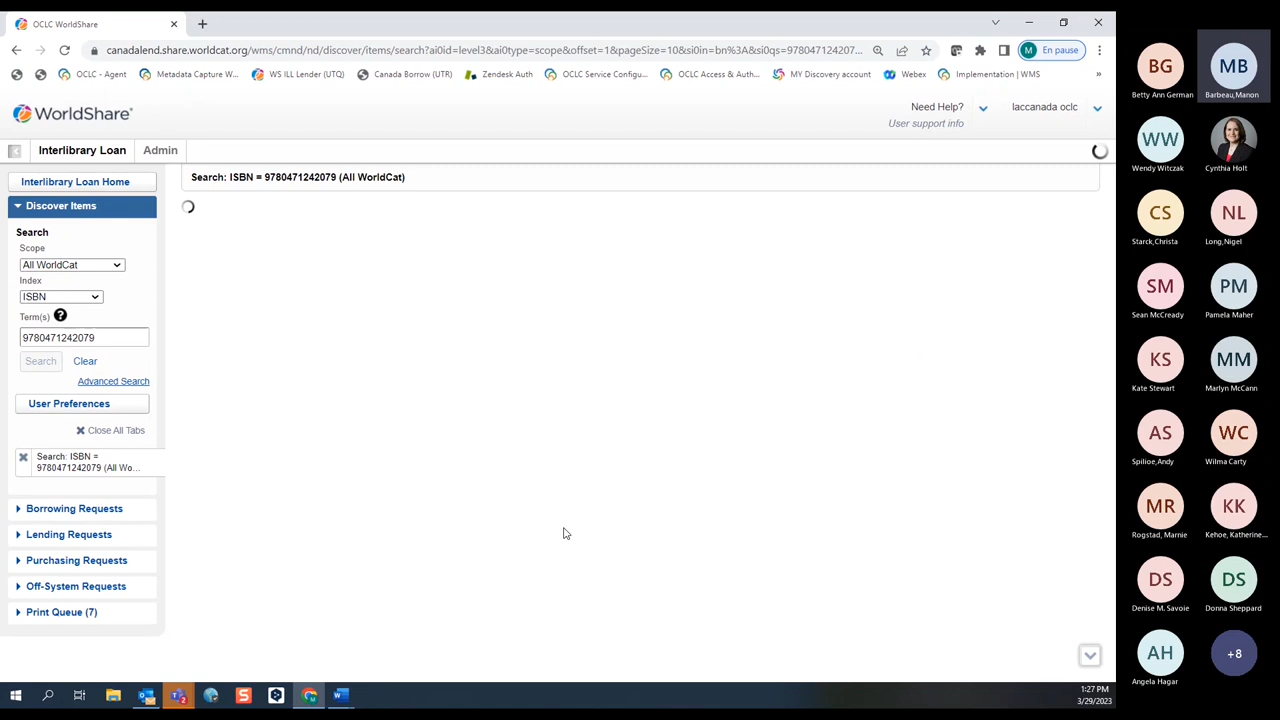 OCLC WorldShare
canadalend.share.worldcat.org/wms/cmnd/nd/discover/items/search?ai0id=level3&ai0type=scope&offset=1&pageSize=10&si0in=bn%3A&si0qs=978047124207...
En pause
OCLC - Agent
Metadata Capture W...
WS ILL Lender (UTQ)
Canada Borrow (UTR)
Zendesk Auth
OCLC Service Configu...
OCLC Access & Auth...
MY Discovery account
Webex
Implementation | WMS
»
WorldShare®
Need Help?
laccanada oclc
User support info
Interlibrary Loan
Admin
Interlibrary Loan Home
Discover Items
Search
Scope
All WorldCat
Index
ISBN
Term(s)
9780471242079
Search
Clear
Advanced Search
User Preferences
Close All Tabs
Search: ISBN =
9780471242079 (All Wo...
Borrowing Requests
Lending Requests
Purchasing Requests
Off-System Requests
Print Queue (7)
Search: ISBN = 9780471242079 (All WorldCat)
1:27 PM
3/29/2023
BG
Betty Ann German
MB
Barbeau,Manon
WW
Wendy Witczak
Cynthia Holt
CS
Starck,Christa
NL
Long,Nigel
SM
Sean McCready
PM
Pamela Maher
KS
Kate Stewart
MM
Marlyn McCann
AS
Spilioe,Andy
WC
Wilma Carty
MR
Rogstad, Marnie
KK
Kehoe, Katherine...
DS
Denise M. Savoie
DS
Donna Sheppard
AH
Angela Hagar
+8